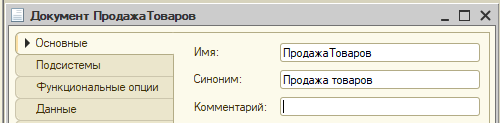 Документ ПродажаТоваров
Основные
Имя: ПродажаТоваров
Подсистемы
Синоним: Продажа товаров
Функциональные опции
Комментарий:
Данные